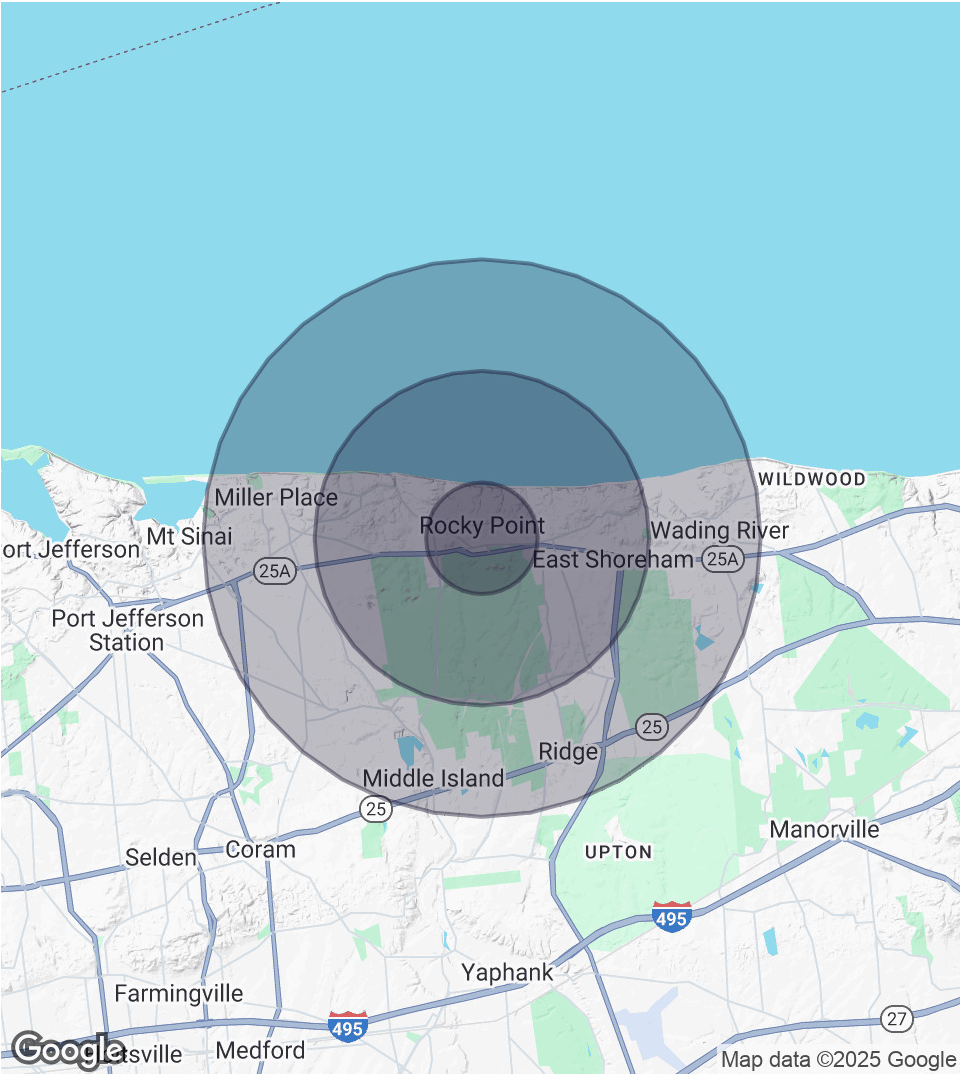 WILDWOOD
Miller Place
Rocky Point
Wading River
Mt Sinai
ort Jefferson
East Shoreham
25A
25A
Port Jefferson
Station
25
Ridge
Middle Island
25
Manorville
Coram
UPTON
Selden
495
Yaphank
Farmingville
27
495
Medford
Google
tsville
Map data ©2025 Google